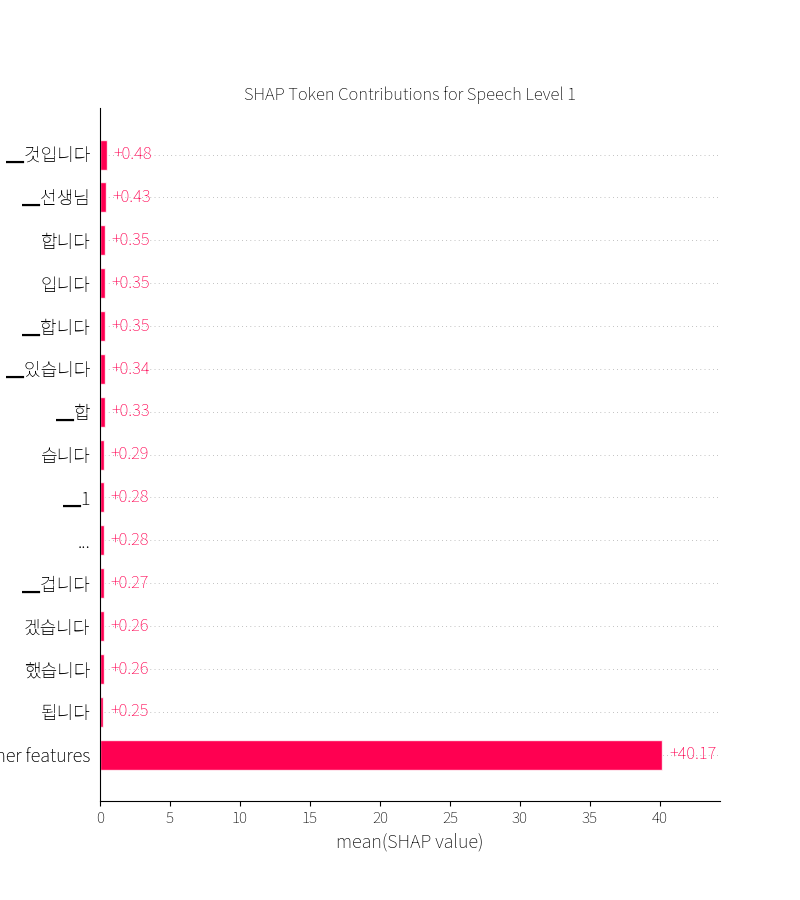 SHAP Token Contributions for Speech Level 1
▁것입니다 +0.48
▁선생님 +0.43
합니다 +0.35
입니다 +0.35
▁합니다 +0.35
▁있습니다 +0.34
▁합 +0.33
습니다 +0.29
▁1 +0.28
... +0.28
▁겁니다 +0.27
겠습니다 +0.26
했습니다 +0.26
됩니다 +0.25
features +40.17
0 5 10 15 20 25 30 35 40
mean(SHAP value)